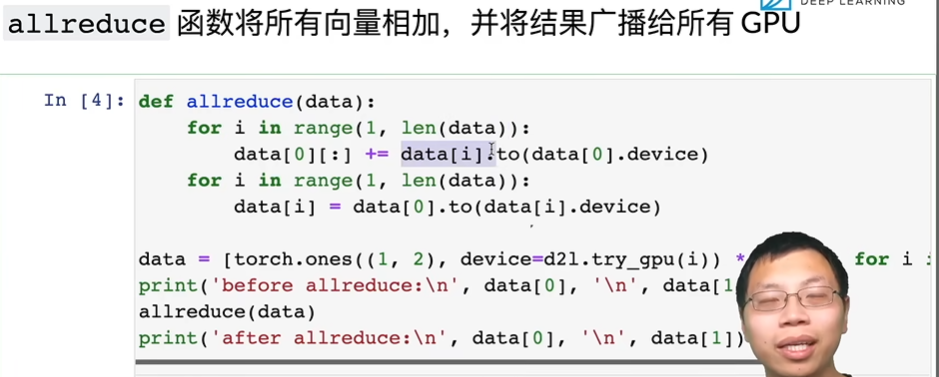 DEEP LEARNING
allreduce 函数将所有向量相加，并将结果广播给所有 GPU
In [4]: def allreduce(data):
    for i in range(1, len(data)):
        data[0][:] += data[i].to(data[0].device)
    for i in range(1, len(data)):
        data[i] = data[0].to(data[i].device)
data = [torch.ones((1, 2), device=d2l.try_gpu(i)) * for i
print('before allreduce:\n', data[0], '\n', data[1
allreduce(data)
print('after allreduce:\n', data[0], '\n', data[1])